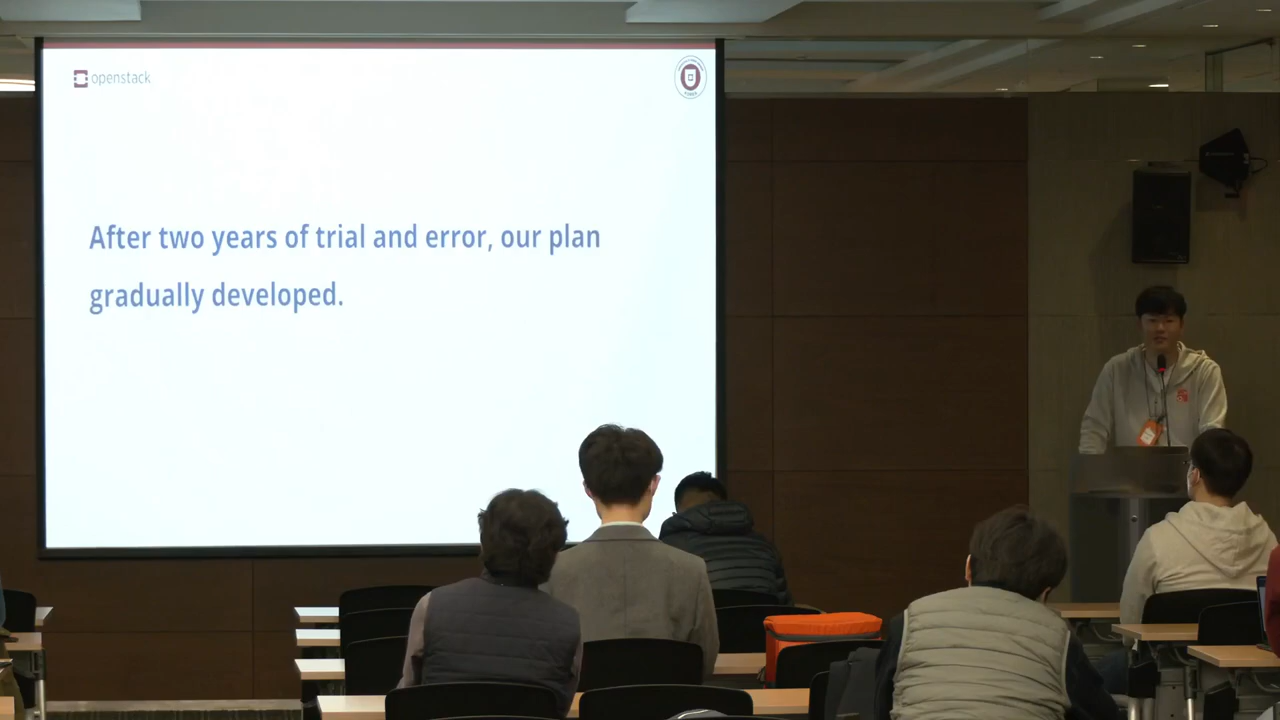 openstack
After two years of trial and error, our plan
gradually developed.